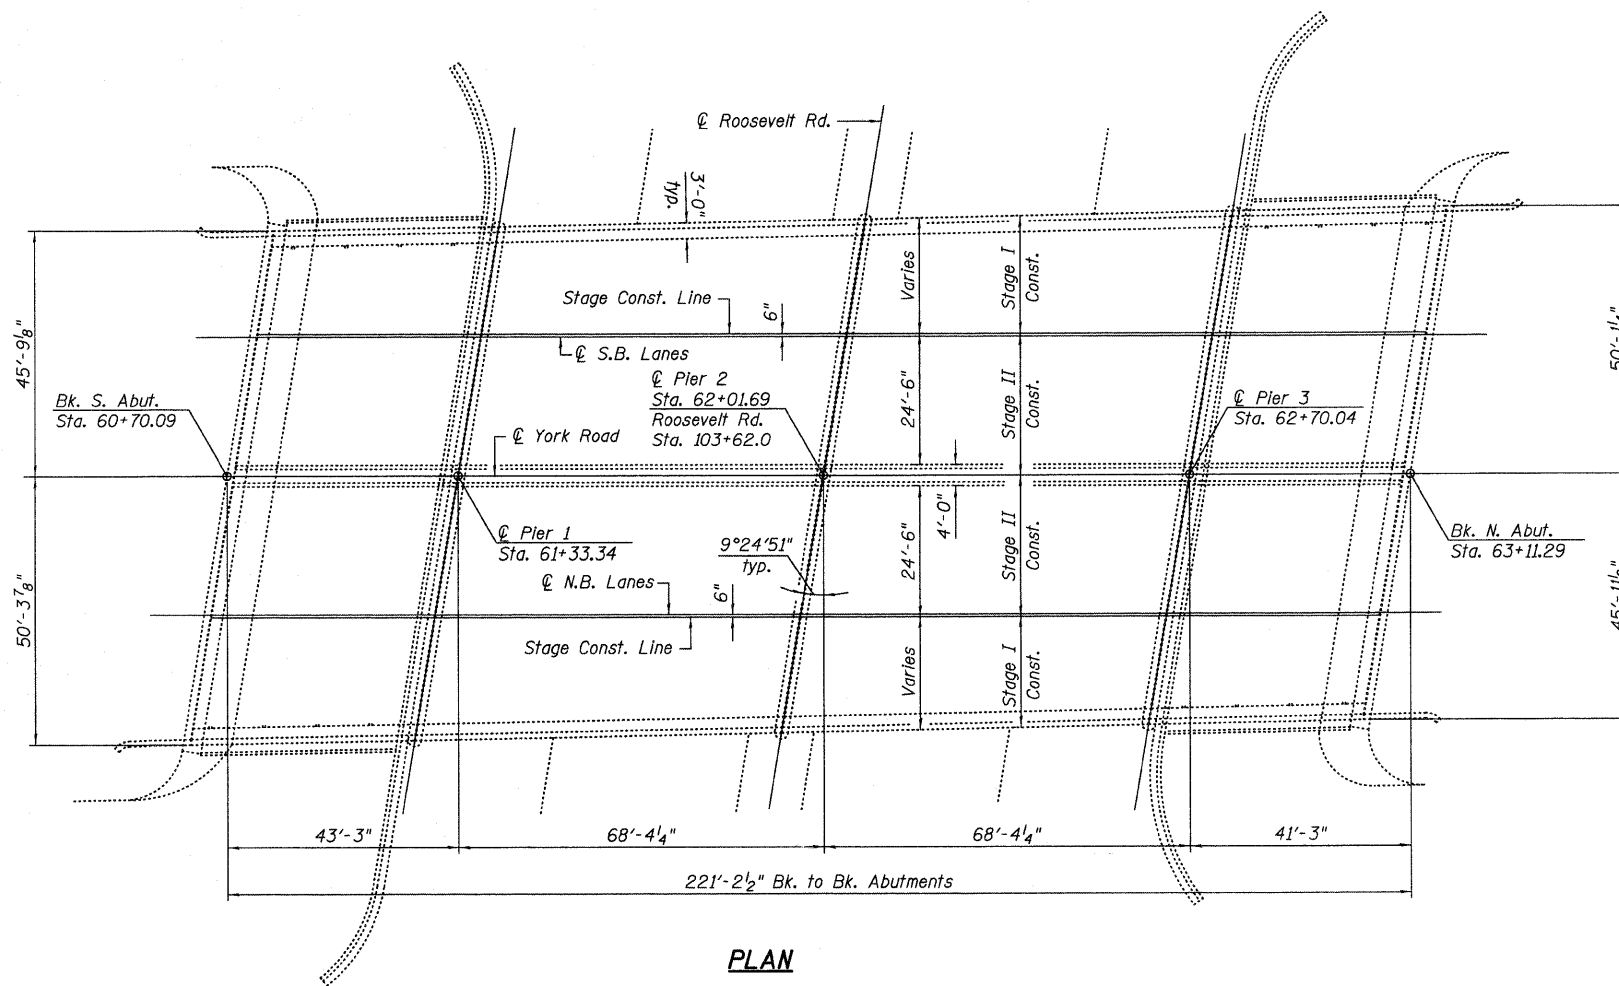 ℄ Roosevelt Rd.
3'-0"
typ.
Varies
Stage I
Const.
Stage Const. Line
6"
℄ S.B. Lanes
45'-9⅛"
50'-1¼"
℄ Pier 2
Sta. 62+01.69
Roosevelt Rd.
Sta. 103+62.0
24'-6"
Stage II
Const.
℄ Pier 3
Sta. 62+70.04
Bk. S. Abut.
Sta. 60+70.09
℄ York Road
4'-0"
℄ Pier 1
Sta. 61+33.34
9°24'51"
typ.
24'-6"
Stage II
Const.
Bk. N. Abut.
Sta. 63+11.29
℄ N.B. Lanes
6"
50'-3⅞"
Stage Const. Line
Varies
Stage I
Const.
43'-3"
68'-4¼"
68'-4¼"
41'-3"
221'-2½" Bk. to Bk. Abutments
PLAN